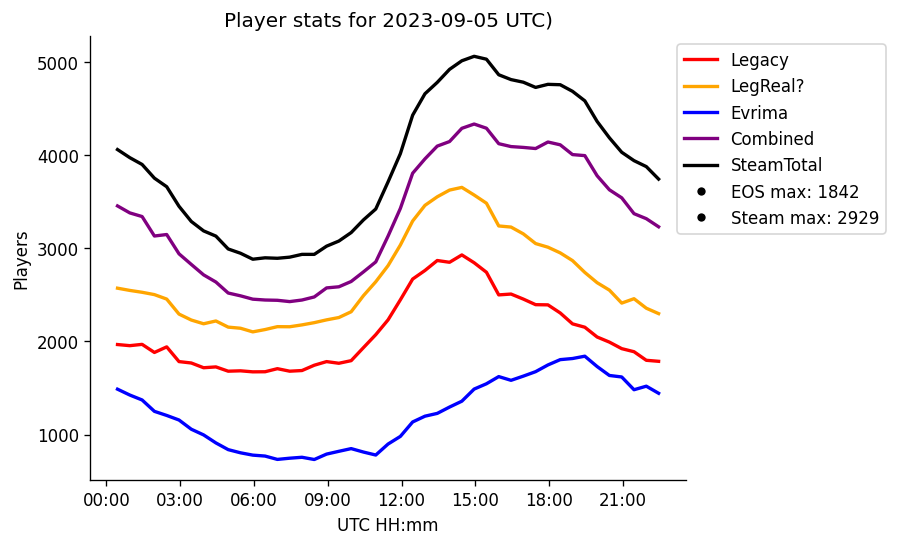 Player stats for 2023-09-05 UTC)
Players
5000
4000
3000
2000
1000
00:00 03:00 06:00 09:00 12:00 15:00 18:00 21:00
UTC HH:mm
Legacy
LegReal?
Evrima
Combined
SteamTotal
EOS max: 1842
Steam max: 2929